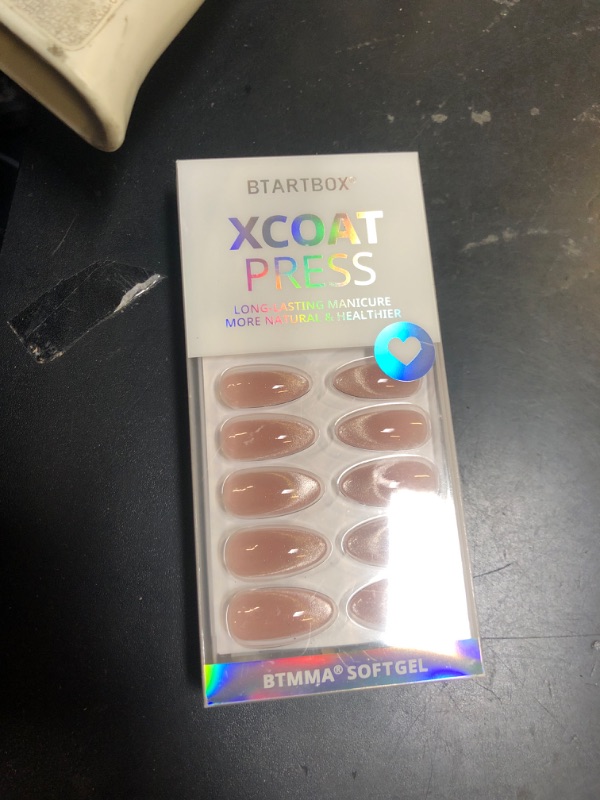 BTARTBOX
XCOAT
PRESS
LONG-LASTING MANICURE
MORE NATURAL & HEALTHIER
BTMMA® SOFTGEL